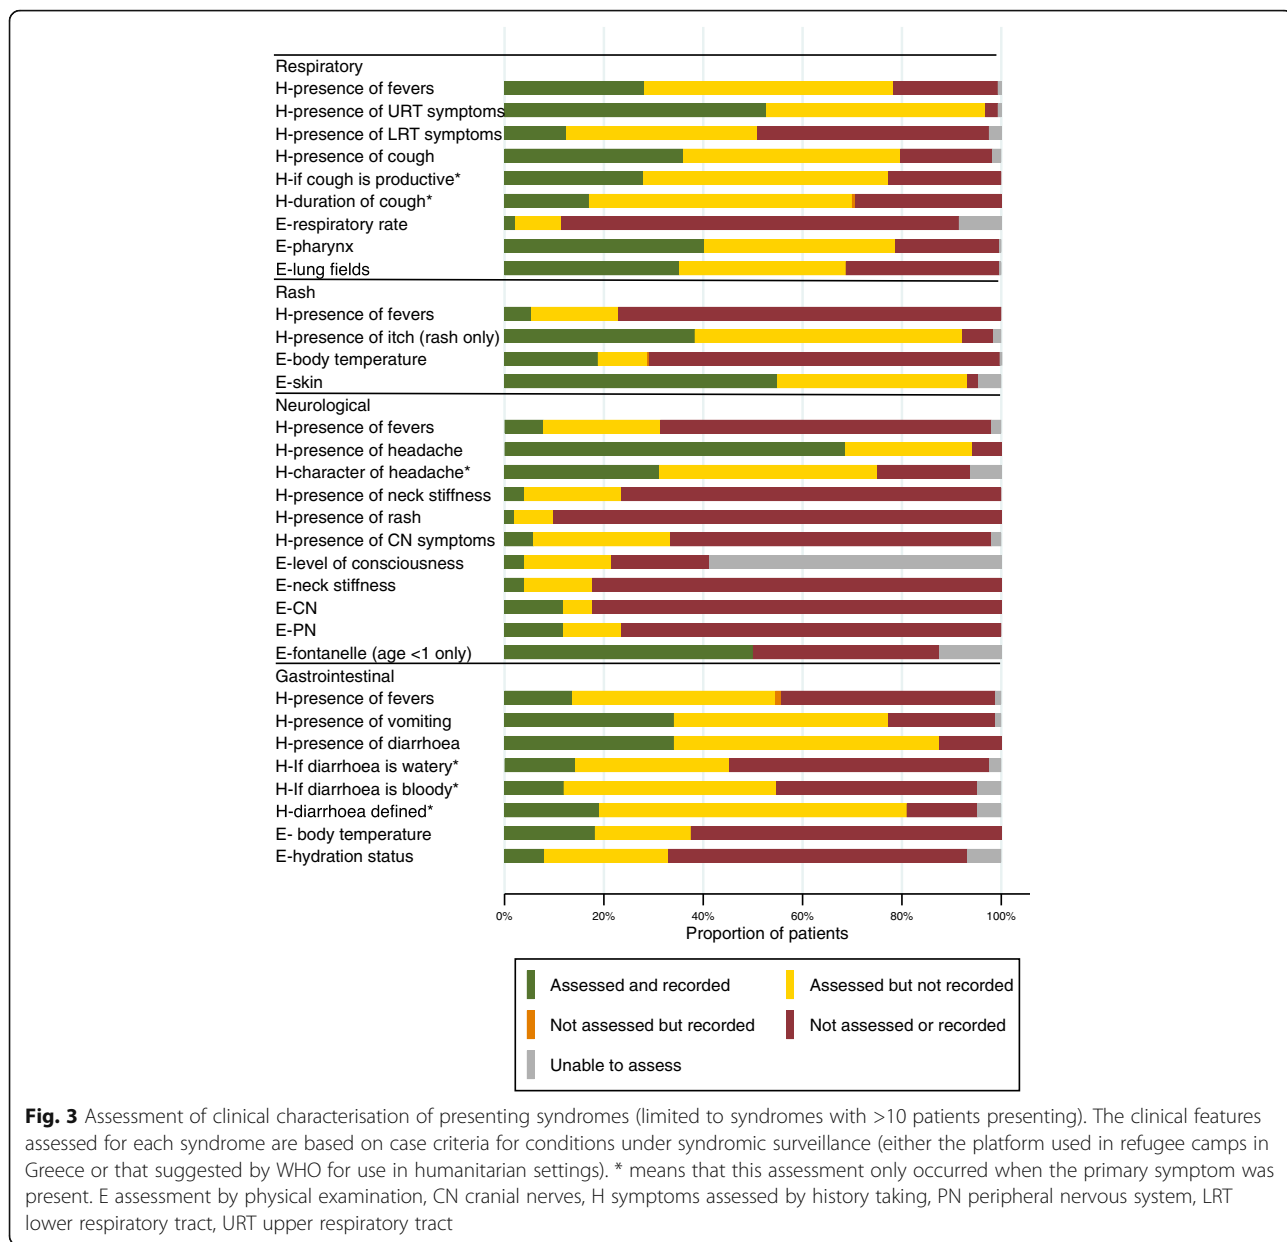 Respiratory
H-presence of fevers
H-presence of URT symptoms
H-presence of LRT symptoms
H-presence of cough
H-if cough is productive*
H-duration of cough*
E-respiratory rate
E-pharynx
E-lung fields
Rash
H-presence of fevers
H-presence of itch (rash only)
E-body temperature
E-skin
Neurological
H-presence of fevers
H-presence of headache
H-character of headache*
H-presence of neck stiffness
H-presence of rash
H-presence of CN symptoms
E-level of consciousness
E-neck stiffness
E-CN
E-PN
E-fontanelle (age <1 only)
Gastrointestinal
H-presence of fevers
H-presence of vomiting
H-presence of diarrhoea
H-If diarrhoea is watery*
H-If diarrhoea is bloody*
H-diarrhoea defined*
E- body temperature
E-hydration status
0% 20% 40% 60% 80% 100%
Proportion of patients
Assessed and recorded Assessed but not recorded
Not assessed but recorded Not assessed or recorded
Unable to assess
Fig. 3 Assessment of clinical characterisation of presenting syndromes (limited to syndromes with >10 patients presenting). The clinical features
assessed for each syndrome are based on case criteria for conditions under syndromic surveillance (either the platform used in refugee camps in
Greece or that suggested by WHO for use in humanitarian settings). * means that this assessment only occurred when the primary symptom was
present. E assessment by physical examination, CN cranial nerves, H symptoms assessed by history taking, PN peripheral nervous system, LRT
lower respiratory tract, URT upper respiratory tract